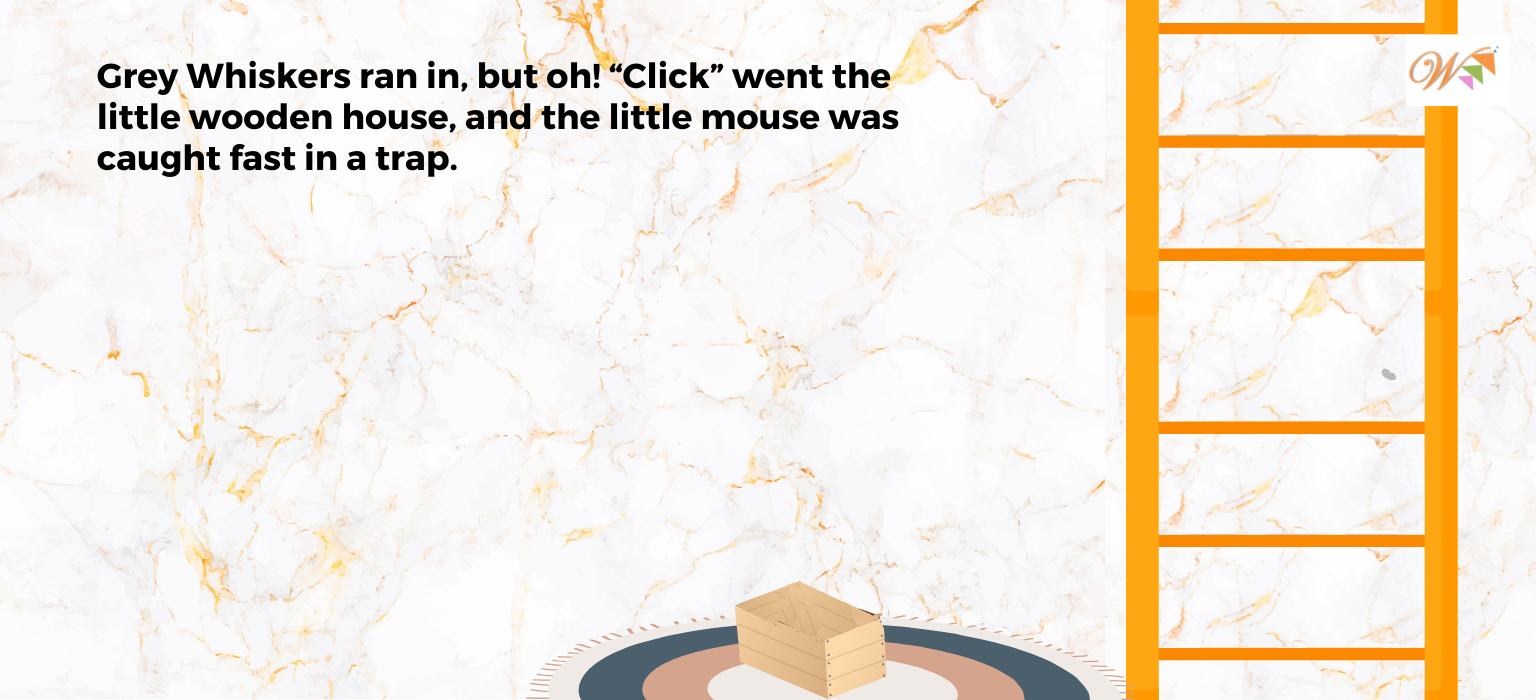 Grey Whiskers ran in, but oh! “Click” went the
little wooden house, and the little mouse was
caught fast in a trap.
W